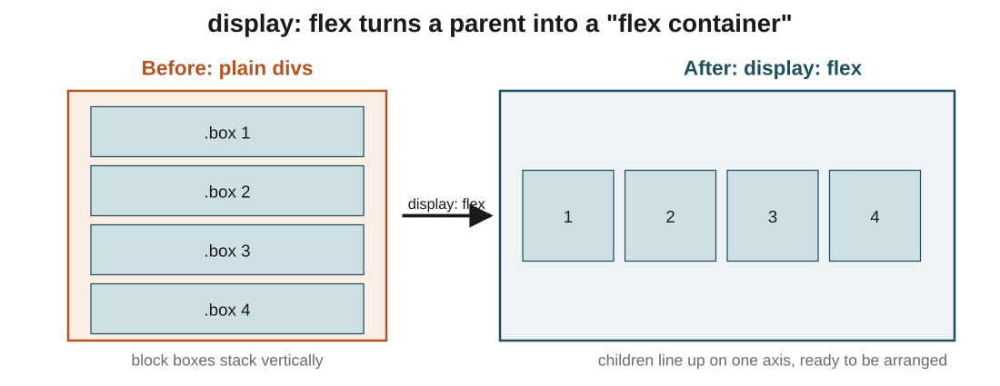 display: flex turns a parent into a "flex container"
Before: plain divs
After: display: flex
.box 1
.box 2
.box 3
.box 4
display: flex
1
2
3
4
block boxes stack vertically
children line up on one axis, ready to be arranged